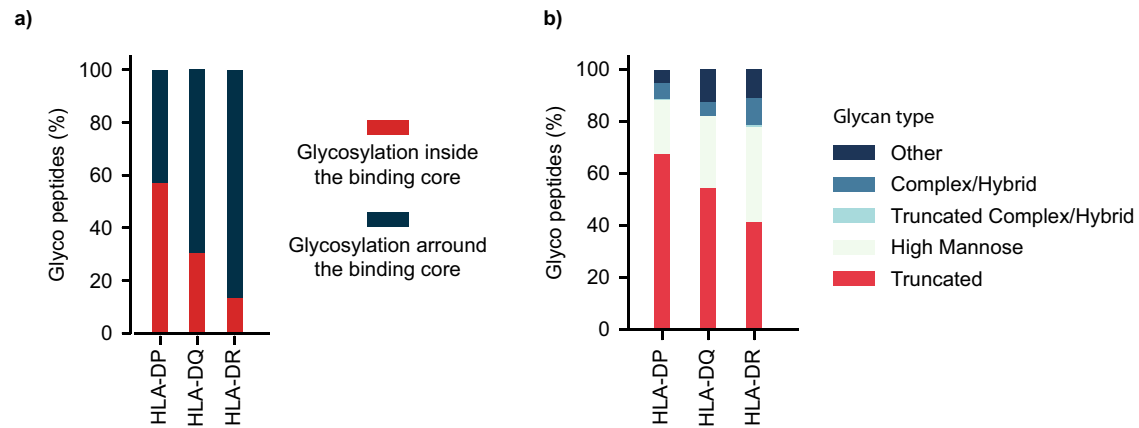 a)
Glyco peptides (%)
100
80
60
40
20
0
HLA-DP
HLA-DQ
HLA-DR
Glycosylation inside
the binding core
Glycosylation arround
the binding core
b)
Glyco peptides (%)
100
80
60
40
20
0
HLA-DP
HLA-DQ
HLA-DR
Glycan type
Other
Complex/Hybrid
Truncated Complex/Hybrid
High Mannose
Truncated